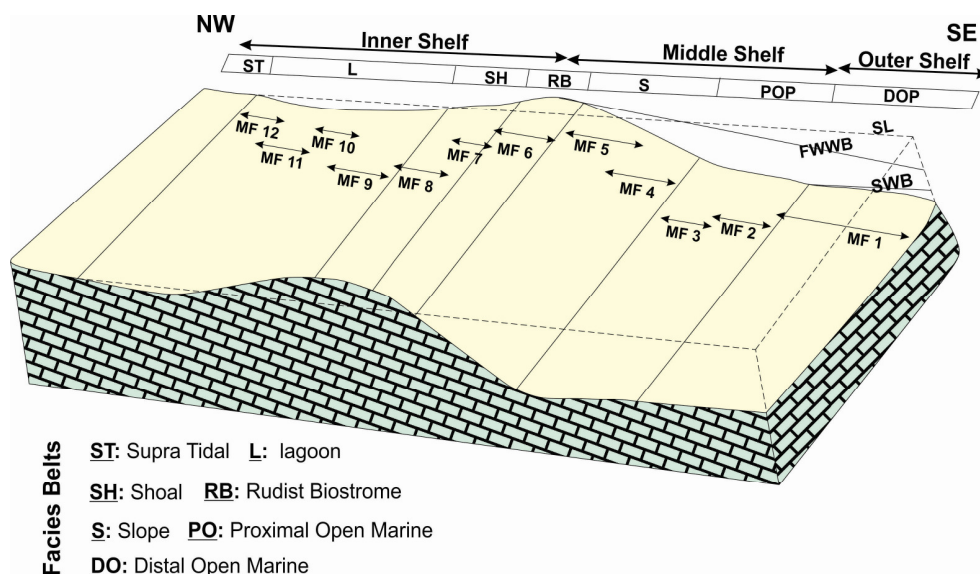 NW
SE
Inner Shelf
Middle Shelf
Outer Shelf
ST
L
SH
RB
S
POP
DOP
SL
FWWB
SWB
MF 12
MF 10
MF 11
MF 9
MF 8
MF 7
MF 6
MF 5
MF 4
MF 3
MF 2
MF 1
Facies Belts
ST: Supra Tidal L: lagoon
SH: Shoal RB: Rudist Biostrome
S: Slope PO: Proximal Open Marine
DO: Distal Open Marine